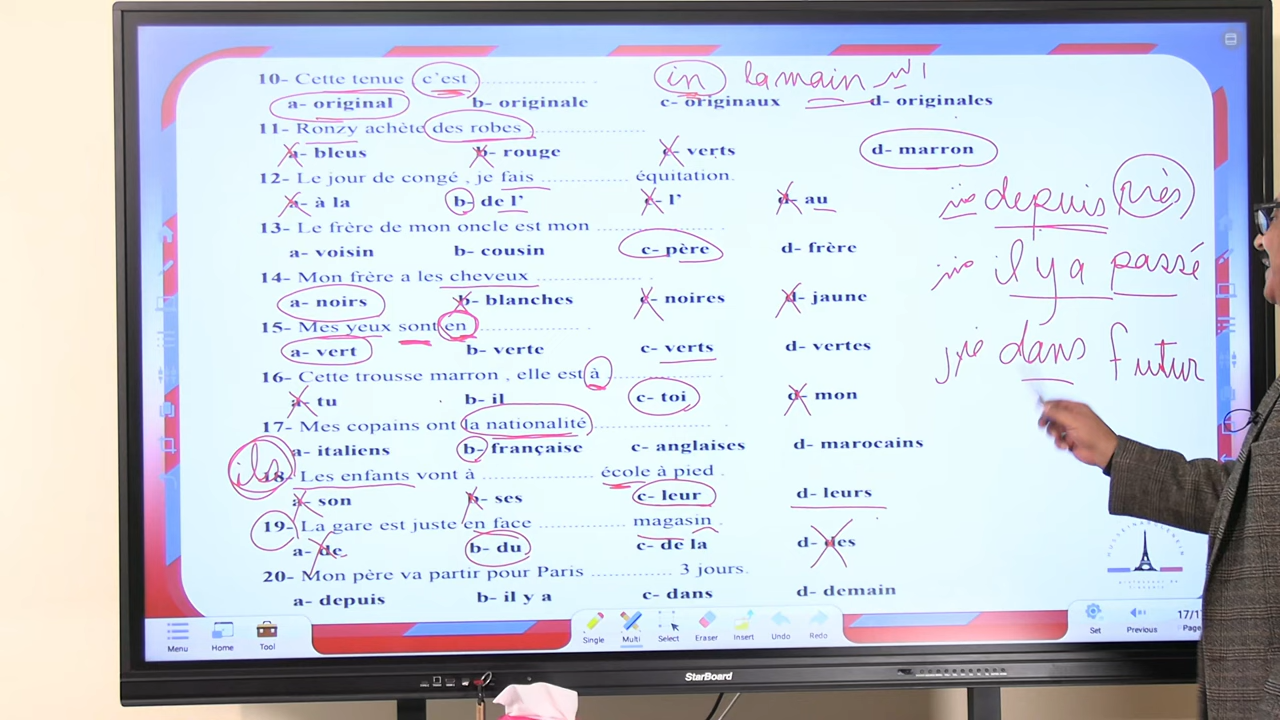 10- Cette tenue c'est .................... in la main n° 1
a- original b- originale c- originaux d- originales
11- Ronzy achète des robes ....................
a- bleus b- rouge c- verts d- marron
12- Le jour de congé , je fais .................... équitation.
a- à la b- de l' c- l' d- au
13- Le frère de mon oncle est mon ....................
a- voisin b- cousin c- père d- frère
14- Mon frère a les cheveux .................... .
a- noirs b- blanches c- noires d- jaune
15- Mes yeux sont en ....................
a- vert b- verte c- verts d- vertes
16- Cette trousse marron , elle est à .................... .
a- tu b- il c- toi d- mon
17- Mes copains ont la nationalité ....................
a- italiens b- française c- anglaises d- marocains
ils
18- Les enfants vont à .................... école à pied .
a- son b- ses c- leur d- leurs
19- La gare est juste en face .................... magasin .
a- de b- du c- de la d- des
20- Mon père va partir pour Paris .................... 3 jours.
a- depuis b- il y a c- dans d- demain
depuis
il y a passé
dans futur
Menu Home Tool Single Multi Select Eraser Insert Undo Redo Set Previous 17/1
Page
StarBoard